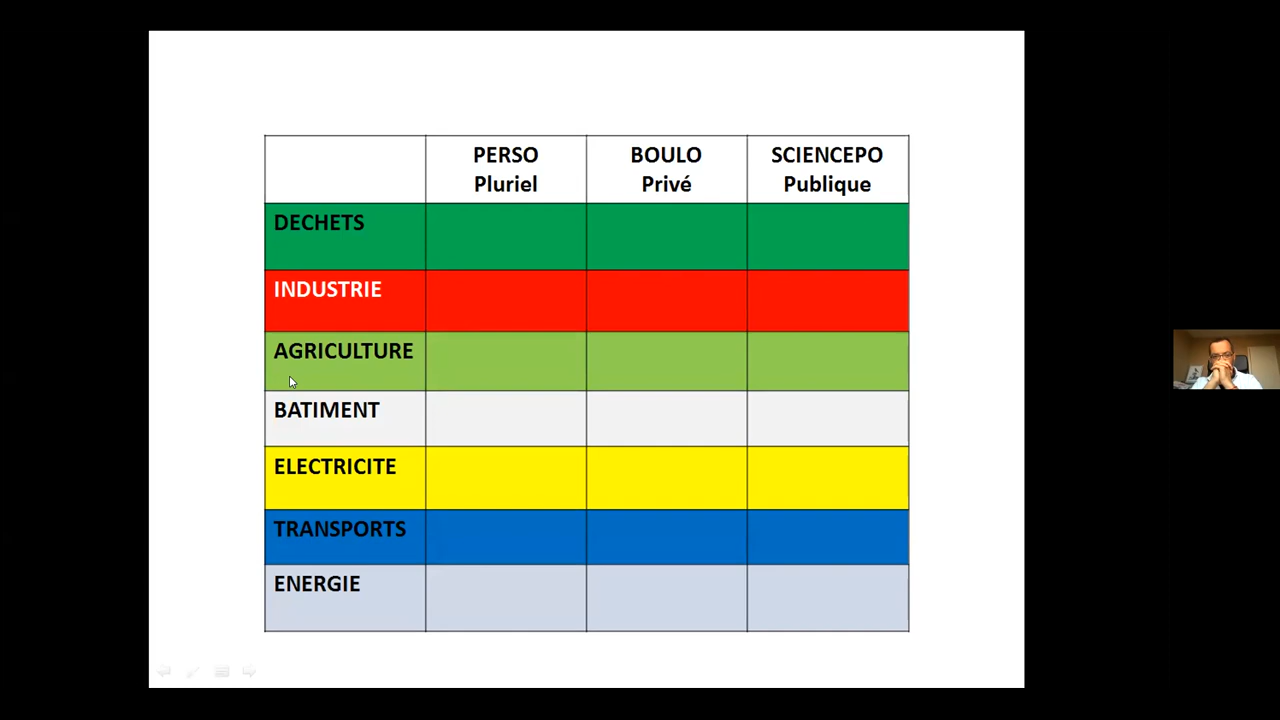 PERSO
Pluriel
BOULO
Privé
SCIENCEPO
Publique
DECHETS
INDUSTRIE
AGRICULTURE
BATIMENT
ELECTRICITE
TRANSPORTS
ENERGIE